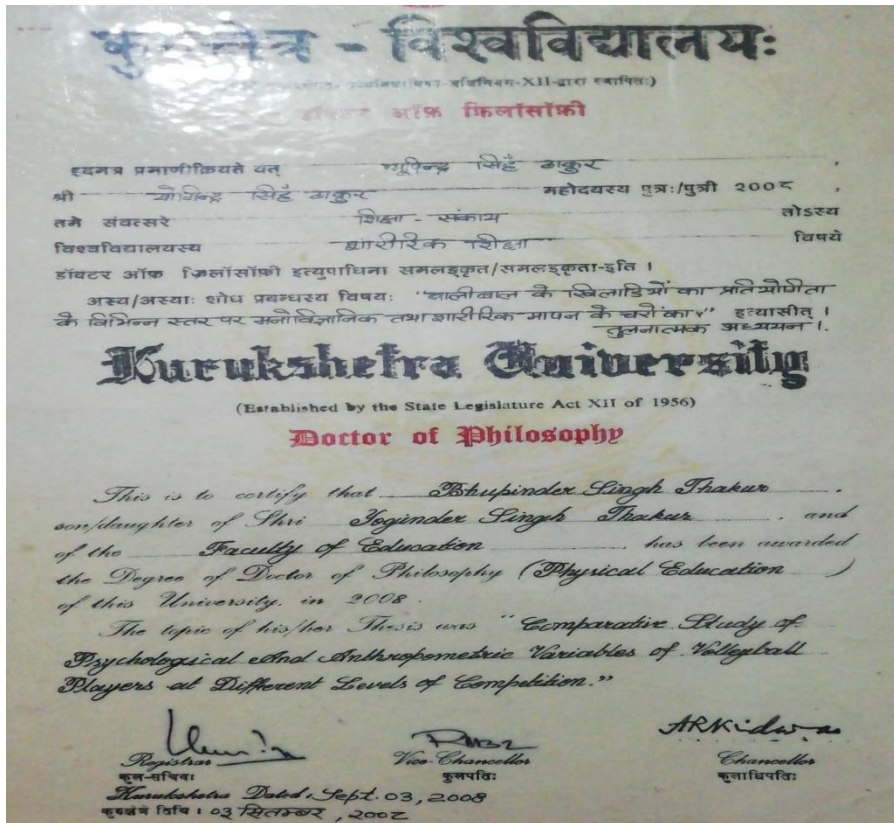 कुरुक्षेत्र - विश्वविद्यालयः
XII-द्वारा स्थापितः)
डॉक्टर ऑफ़ फ़िलॉसॉफ़ी
इदमत्र प्रमाणीक्रियते यत् भूपिन्द्र सिहँ ठाकुर ,
श्री योगिन्द्र सिहँ ठाकुर महोदयस्य पुत्रः/पुत्री 2008 ,
तमे संवत्सरे शिक्षा - संकाय तोऽस्य
विश्वविद्यालयस्य शारीरिक शिक्षा विषये
डॉक्टर ऑफ़ फ़िलॉसॉफ़ी इत्युपाधिना समलङ्कृत/समलङ्कृता-इति ।
अस्य/अस्याः शोध प्रबन्धस्य विषयः "वालीबाल के खिलाडियों का प्रतियोगीता
के विभिन्न स्तर पर मनोविज्ञानिक तथा शारीरिक मापन के चरों का" इत्यासीत् ।
तुलनात्मक अध्ययन ।
Kurukshetra University
(Established by the State Legislature Act XII of 1956)
Doctor of Philosophy
This is to certify that Bhupinder Singh Thakur ,
son/daughter of Shri Yoginder Singh Thakur , and
of the Faculty of Education has been awarded
the Degree of Doctor of Philosophy (Physical Education )
of this University, in 2008 .
The topic of his/her Thesis was " Comparative Study of
Psychological And Anthropometric Variables of Volleyball
Players at Different Levels of Competition."
ARKidwai
Registrar Vice-Chancellor Chancellor
कुल-सचिवः कुलपतिः कुलाधिपतिः
Kurukshetra Dated, Sept. 03, 2008
कुरुक्षेत्र तिथि : 03 सितम्बर , 2008